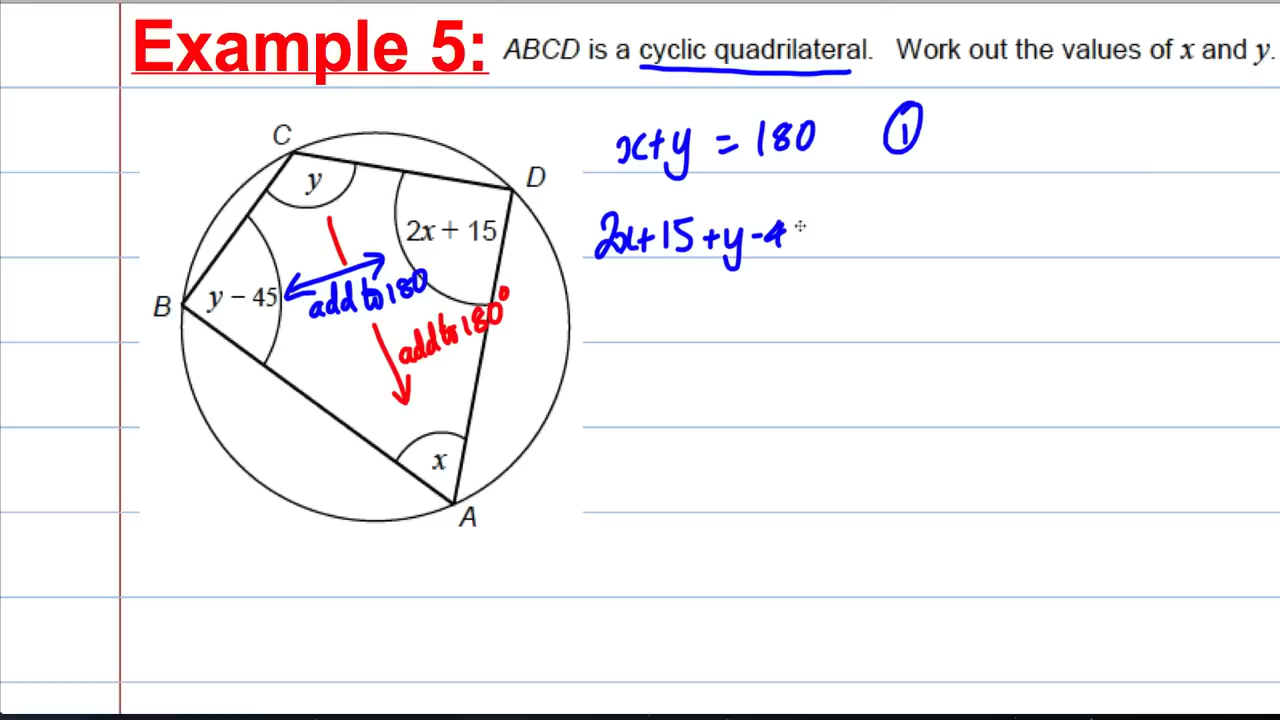 Example 5: ABCD is a cyclic quadrilateral. Work out the values of x and y.
x+y = 180 ①
2x+15+y-4
C
D
y
2x + 15
B
y - 45
add to 180
add to 180°
x
A